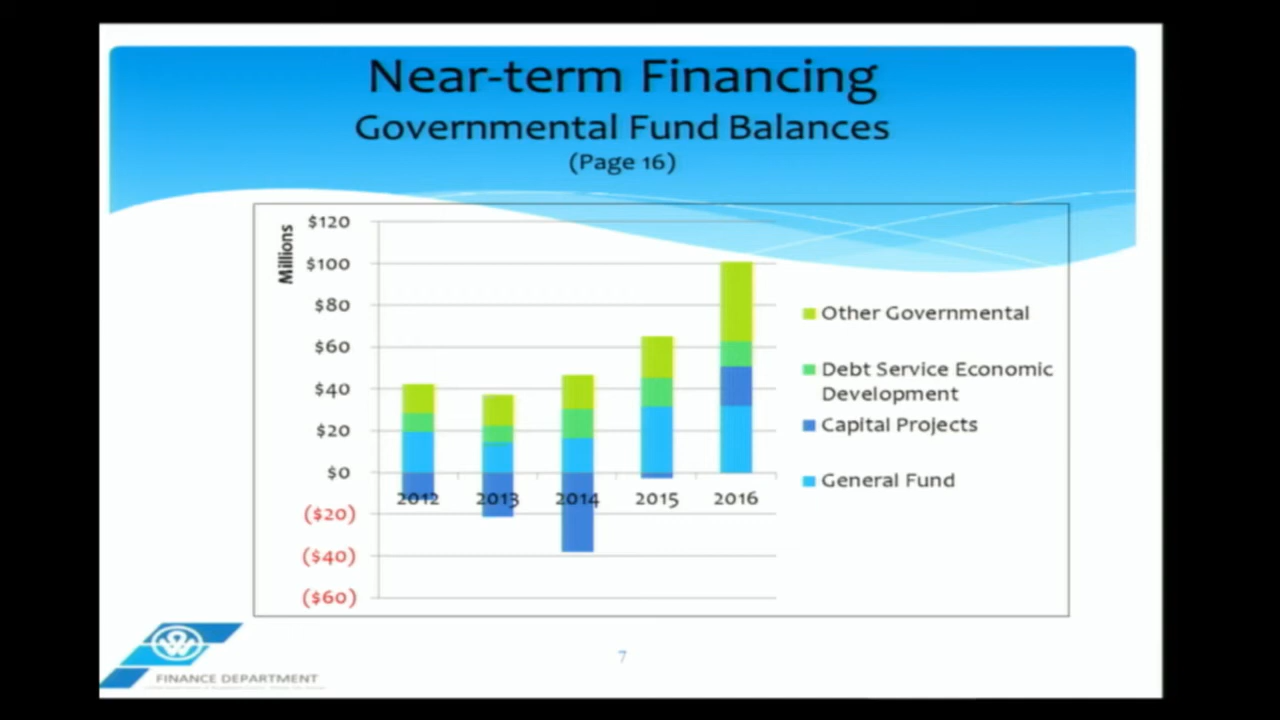 Near-term Financing
Governmental Fund Balances
(Page 16)
Millions
$120
$100
$80
$60
$40
$20
$0
($20)
($40)
($60)
2012 2013 2014 2015 2016
Other Governmental
Debt Service Economic
Development
Capital Projects
General Fund
FINANCE DEPARTMENT
7